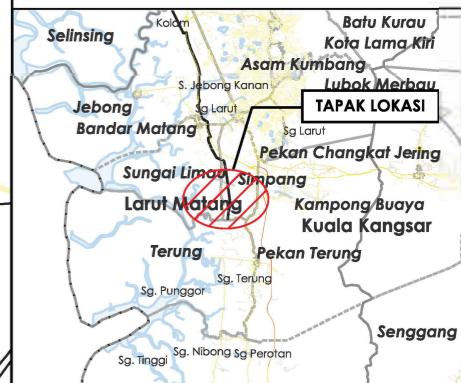 Kolam
Batu Kurau
Selinsing
Kota Lama Kiri
Asam Kumbang
S. Jebong Kanan
Lubok Merbau
Jebong
Sg Larut
TAPAK LOKASI
Bandar Matang
Sg Larut
Pekan Changkat Jering
Sungai Limau
Simpang
Larut Matang
Kampong Buaya
Kuala Kangsar
Terung
Pekan Terung
Sg. Terung
Sg. Punggor
Senggang
Sg. Nibong
Sg Perotan
Sg. Tinggi